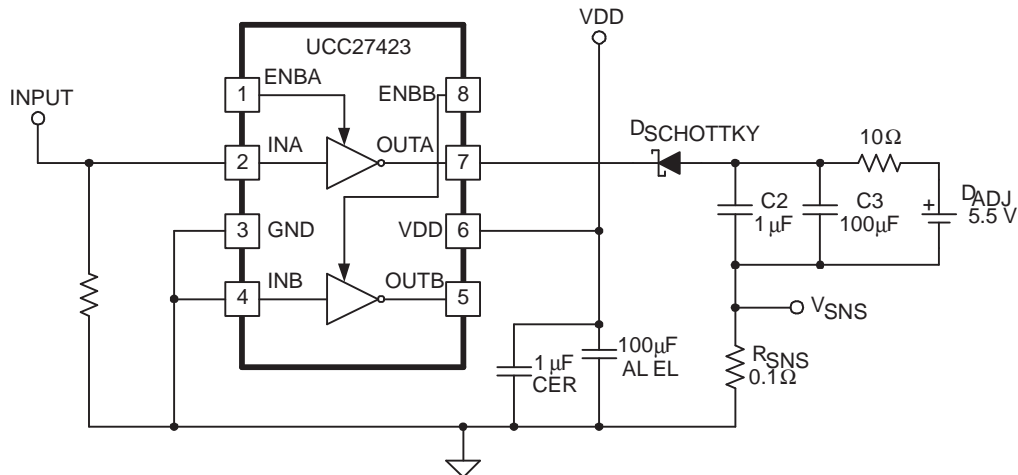 VDD
UCC27423
INPUT
1 ENBA
ENBB 8
DSCHOTTKY
10Ω
2 INA
OUTA 7
C2
1 μF
C3
100μF
+
DADJ
5.5 V
3 GND
VDD 6
4 INB
OUTB 5
VSNS
1 μF
CER
100μF
AL EL
RSNS
0.1Ω